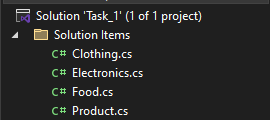 Solution 'Task_1' (1 of 1 project)
Solution Items
C# Clothing.cs
C# Electronics.cs
C# Food.cs
C# Product.cs